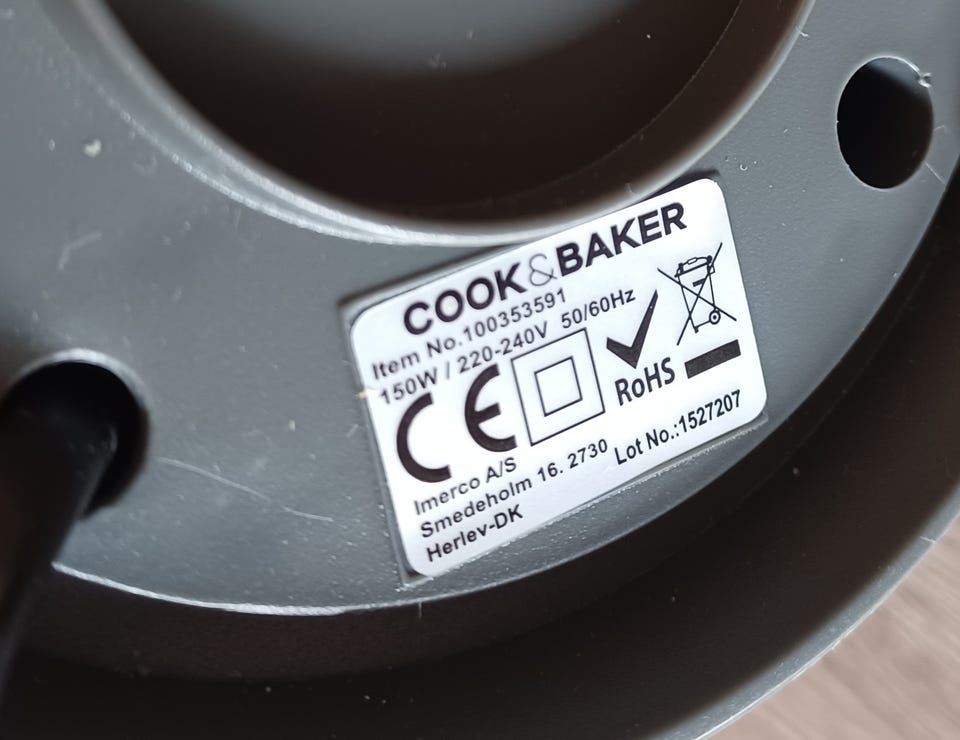 COOK&BAKER
Item No.100353591
150W / 220-240V 50/60Hz
CE
RoHS
Imerco A/S
Smedeholm 16. 2730
Herlev-DK
Lot No.:1527207